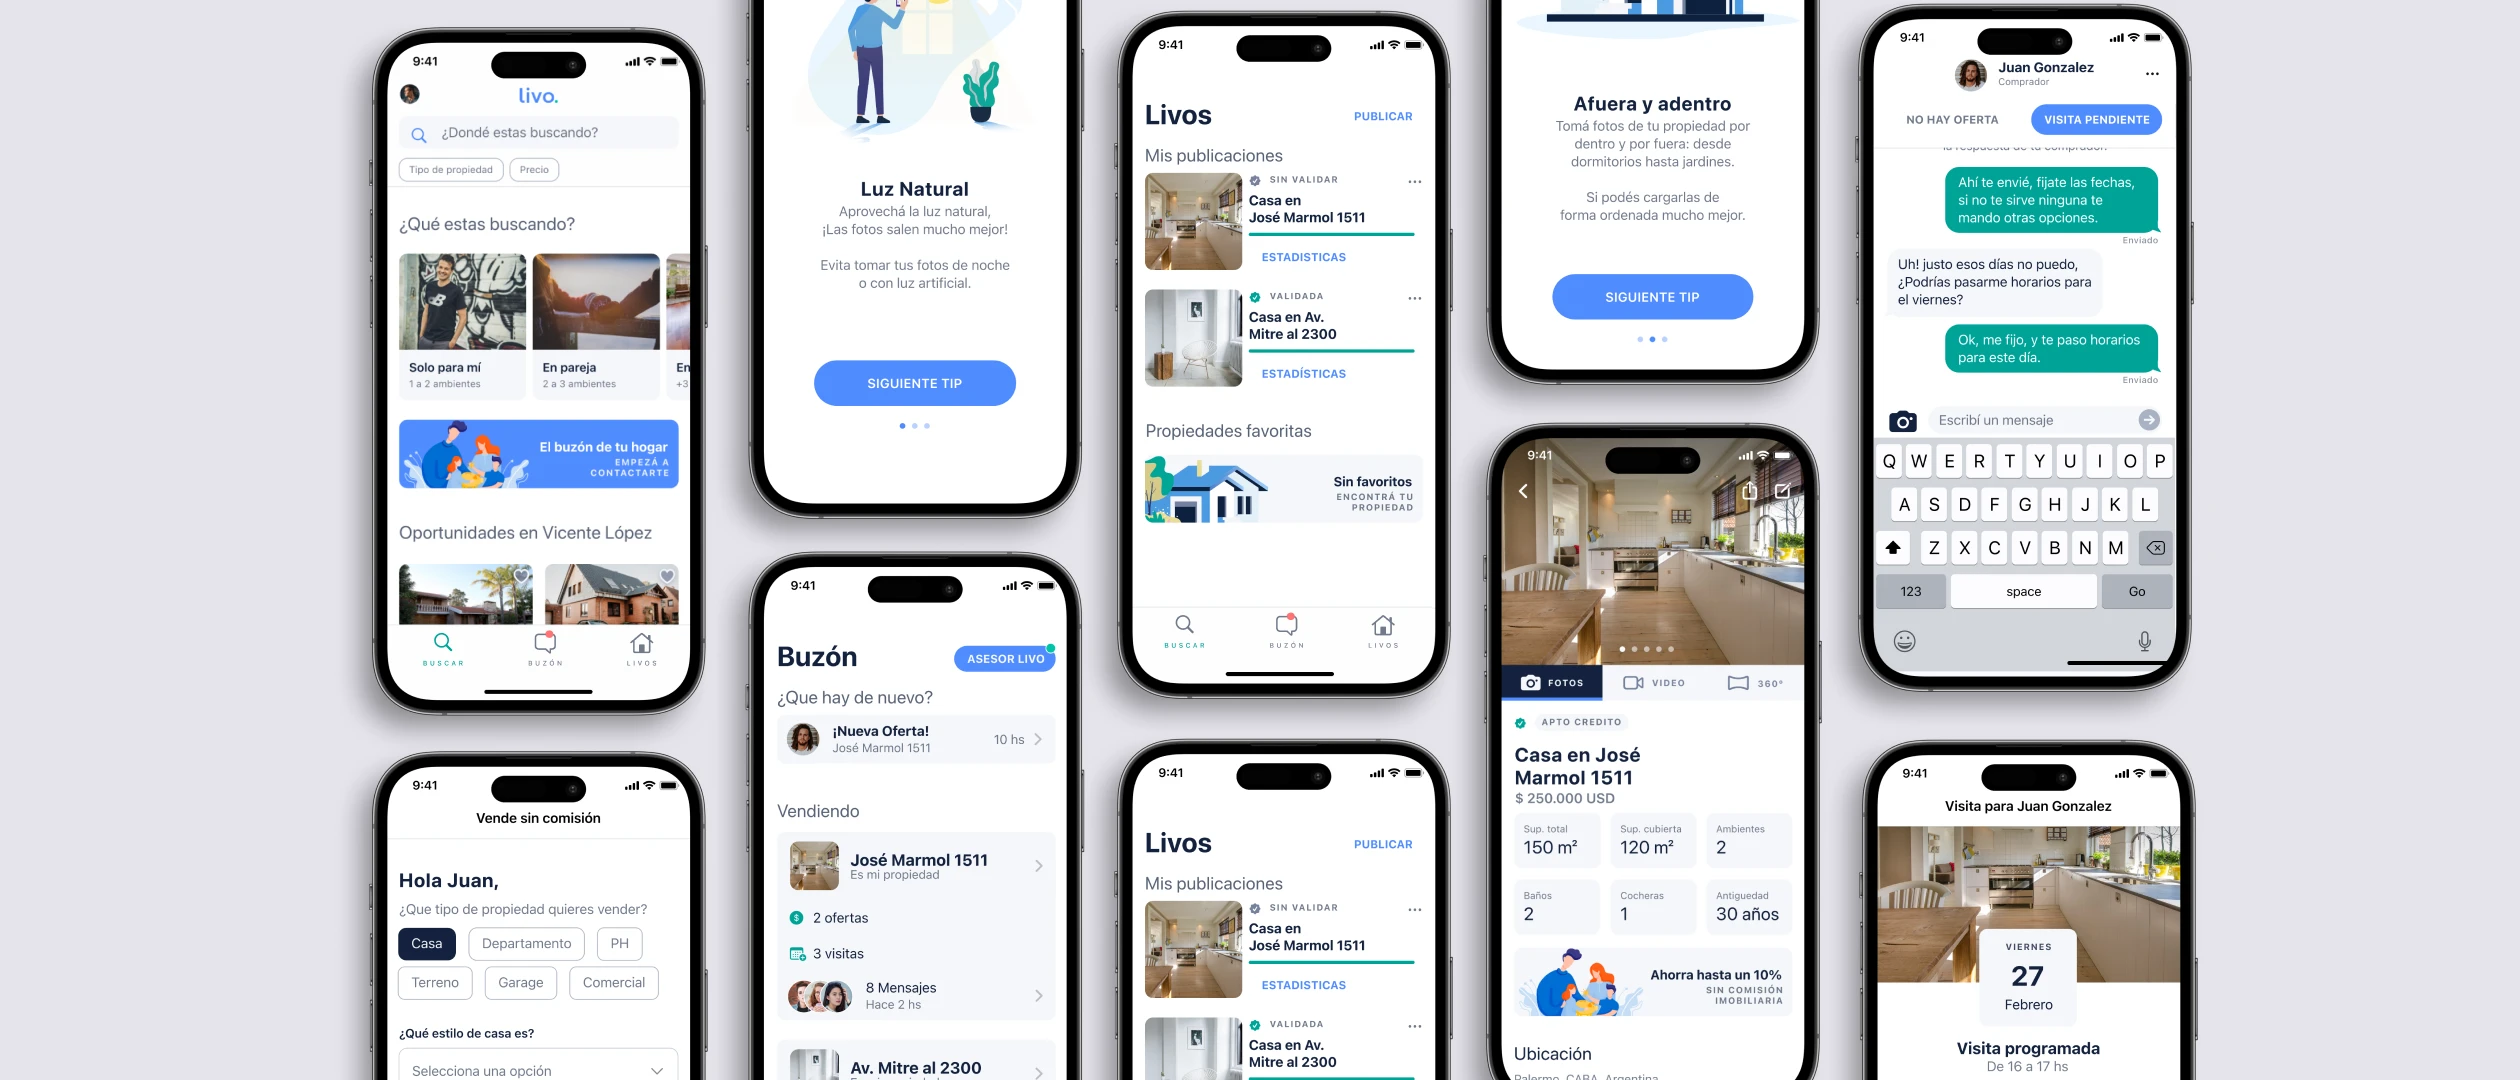 9:41
livo.
¿Dondé estas buscando?
Tipo de propiedad
Precio
¿Qué estas buscando?
Solo para mí
1 a 2 ambientes
En pareja
2 a 3 ambientes
En
+3
El buzón de tu hogar
EMPEZÁ A
CONTACTARTE
Oportunidades en Vicente López
BUSCAR
BUZÓN
LIVOS
9:41
Vende sin comisión
Hola Juan,
¿Que tipo de propiedad quieres vender?
Casa
Departamento
PH
Terreno
Garage
Comercial
¿Qué estilo de casa es?
Selecciona una opción
Luz Natural
Aprovechá la luz natural,
¡Las fotos salen mucho mejor!
Evita tomar tus fotos de noche
o con luz artificial.
SIGUIENTE TIP
9:41
Buzón
ASESOR LIVO
¿Que hay de nuevo?
¡Nueva Oferta!
José Marmol 1511
10 hs
Vendiendo
José Marmol 1511
Es mi propiedad
2 ofertas
3 visitas
8 Mensajes
Hace 2 hs
Av. Mitre al 2300
9:41
Livos
PUBLICAR
Mis publicaciones
SIN VALIDAR
Casa en
José Marmol 1511
ESTADISTICAS
VALIDADA
Casa en Av.
Mitre al 2300
ESTADÍSTICAS
Propiedades favoritas
Sin favoritos
ENCONTRÁ TU
PROPIEDAD
BUSCAR
BUZÓN
LIVOS
9:41
Livos
PUBLICAR
Mis publicaciones
SIN VALIDAR
Casa en
José Marmol 1511
ESTADISTICAS
VALIDADA
Casa en Av.
Mitre al 2300
Afuera y adentro
Tomá fotos de tu propiedad por
dentro y por fuera: desde
dormitorios hasta jardines.
Si podés cargarlas de
forma ordenada mucho mejor.
SIGUIENTE TIP
9:41
FOTOS
VIDEO
360º
APTO CREDITO
Casa en José
Marmol 1511
$ 250.000 USD
Sup. total
150 m²
Sup. cubierta
120 m²
Ambientes
2
Baños
2
Cocheras
1
Antiguedad
30 años
Ahorra hasta un 10%
SIN COMISIÓN
IMOBILIARIA
Ubicación
Palermo, CABA, Argentina
9:41
Juan Gonzalez
Comprador
NO HAY OFERTA
VISITA PENDIENTE
la respuesta de tu comprador.
Ahí te envié, fijate las fechas,
si no te sirve ninguna te
mando otras opciones.
Enviado
Uh! justo esos días no puedo,
¿Podrías pasarme horarios para
el viernes?
Ok, me fijo, y te paso horarios
para este día.
Enviado
Escribí un mensaje
Q W E R T Y U I O P
A S D F G H J K L
Z X C V B N M
123
space
Go
9:41
Visita para Juan Gonzalez
VIERNES
27
Febrero
Visita programada
De 16 a 17 hs